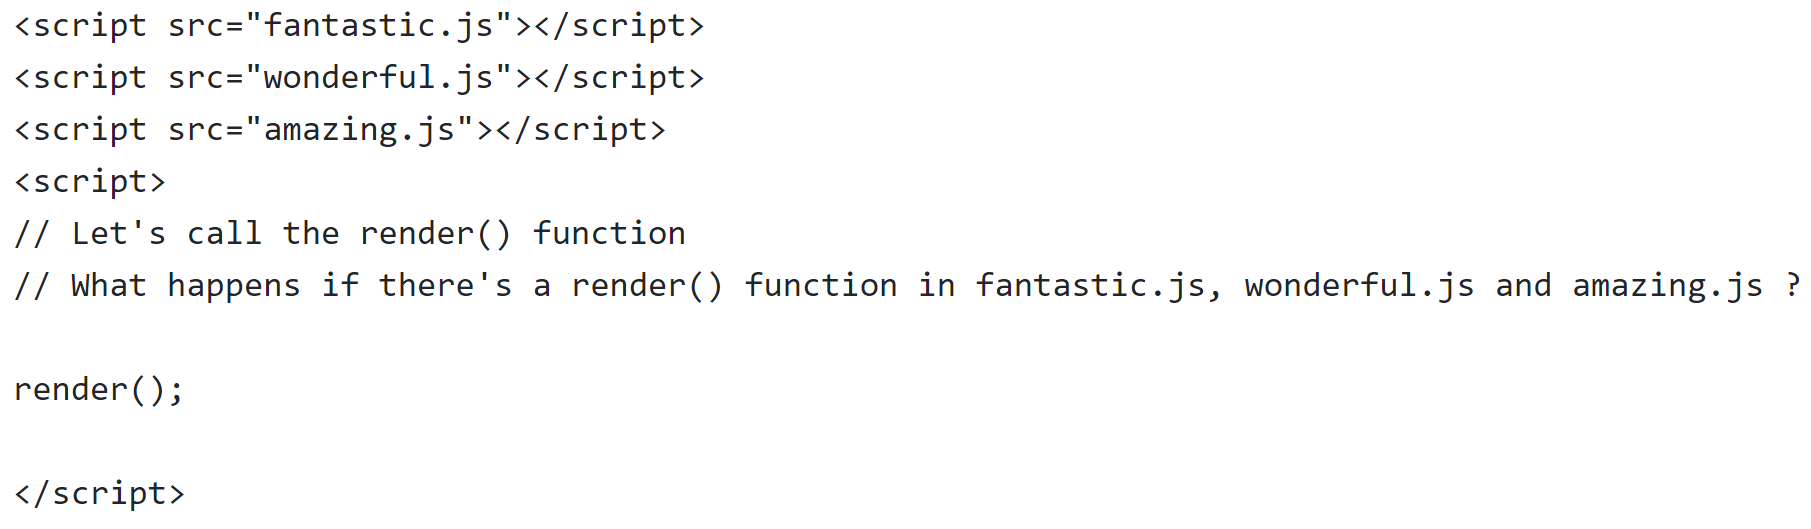 <script src="fantastic.js"></script>
<script src="wonderful.js"></script>
<script src="amazing.js"></script>
<script>
// Let's call the render() function
// What happens if there's a render() function in fantastic.js, wonderful.js and amazing.js ?
render();
</script>